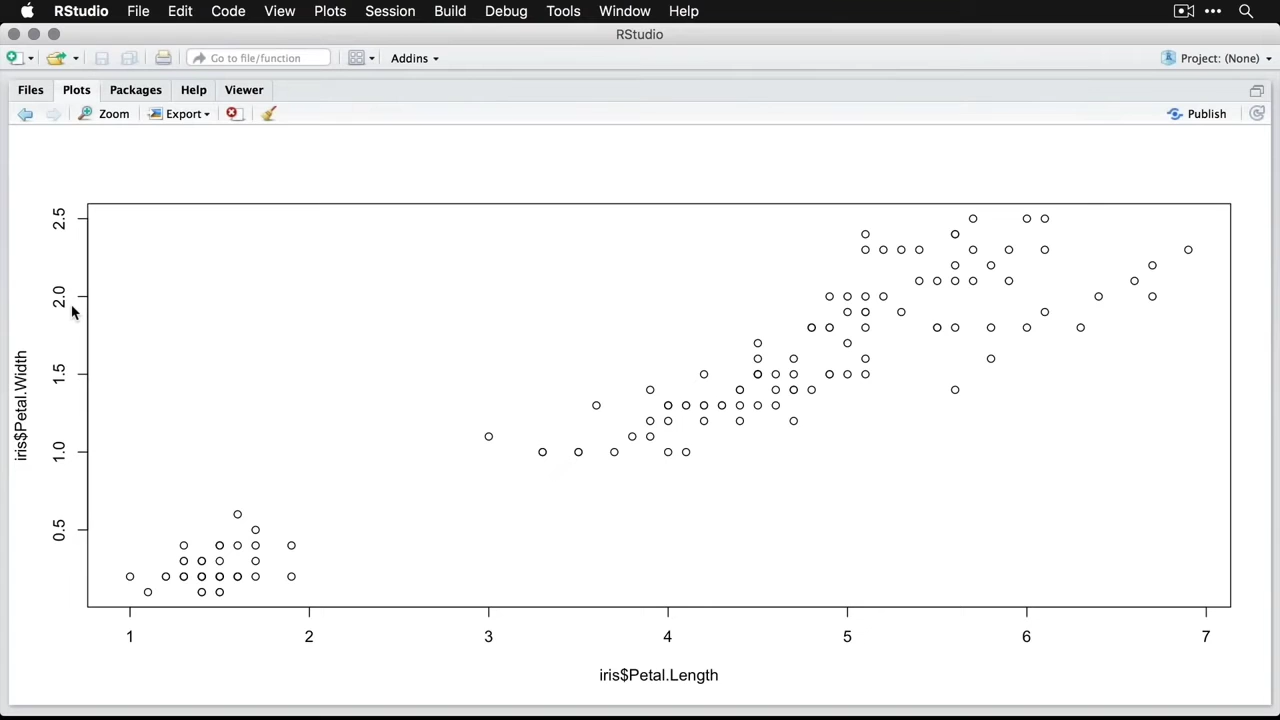 RStudio File Edit Code View Plots Session Build Debug Tools Window Help
RStudio
Go to file/function Addins Project: (None)
Files Plots Packages Help Viewer
Zoom Export Publish
2.5
2.0
1.5
1.0
0.5
iris$Petal.Width
1 2 3 4 5 6 7
iris$Petal.Length